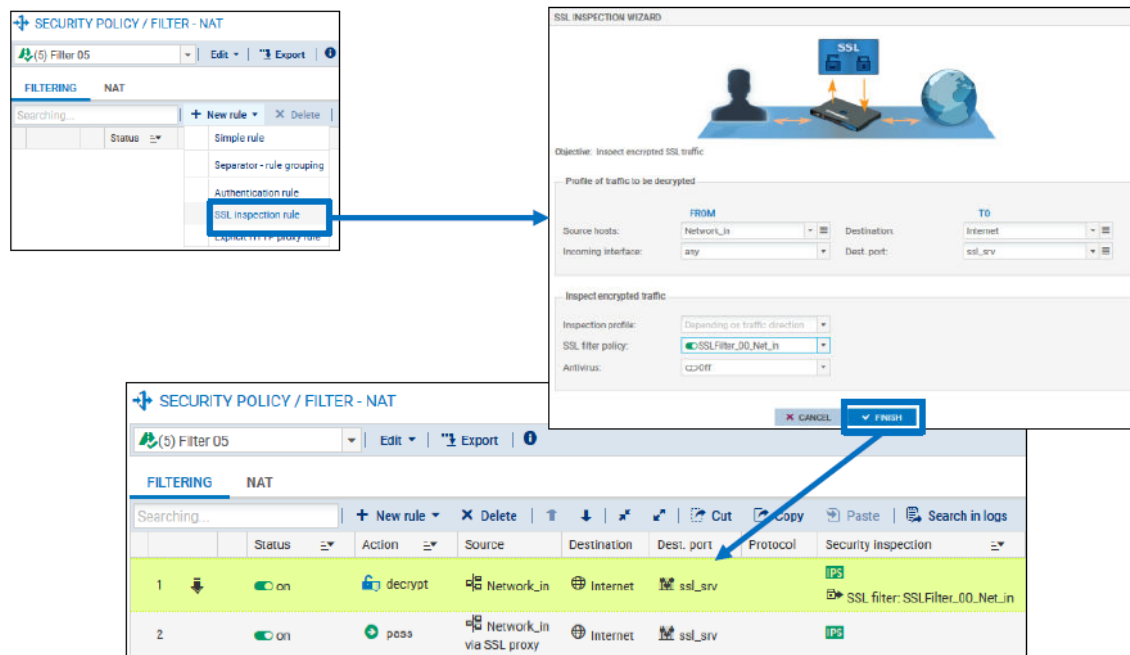 SECURITY POLICY / FILTER - NAT
(5) Filter 05 Edit Export
FILTERING NAT
Searching... + New rule Delete
Status
Simple rule
Separator - rule grouping
Authentication rule
SSL inspection rule
Explicit HTTP proxy rule
SSL INSPECTION WIZARD
SSL
Objective: Inspect encrypted SSL traffic
Profile of traffic to be decrypted
FROM TO
Source hosts: Network_in Destination: Internet
Incoming interface: any Dest. port: ssl_srv
Inspect encrypted traffic
Inspection profile: Depending on traffic direction
SSL filter policy: SSLFilter_00_Net_in
Antivirus: Off
CANCEL FINISH
SECURITY POLICY / FILTER - NAT
(5) Filter 05 Edit Export
FILTERING NAT
Searching... + New rule Delete Cut Copy Paste Search in logs
Status Action Source Destination Dest. port Protocol Security inspection
1 on decrypt Network_in Internet ssl_srv IPS
SSL filter: SSLFilter_00_Net_in
2 on pass Network_in Internet ssl_srv IPS
via SSL proxy